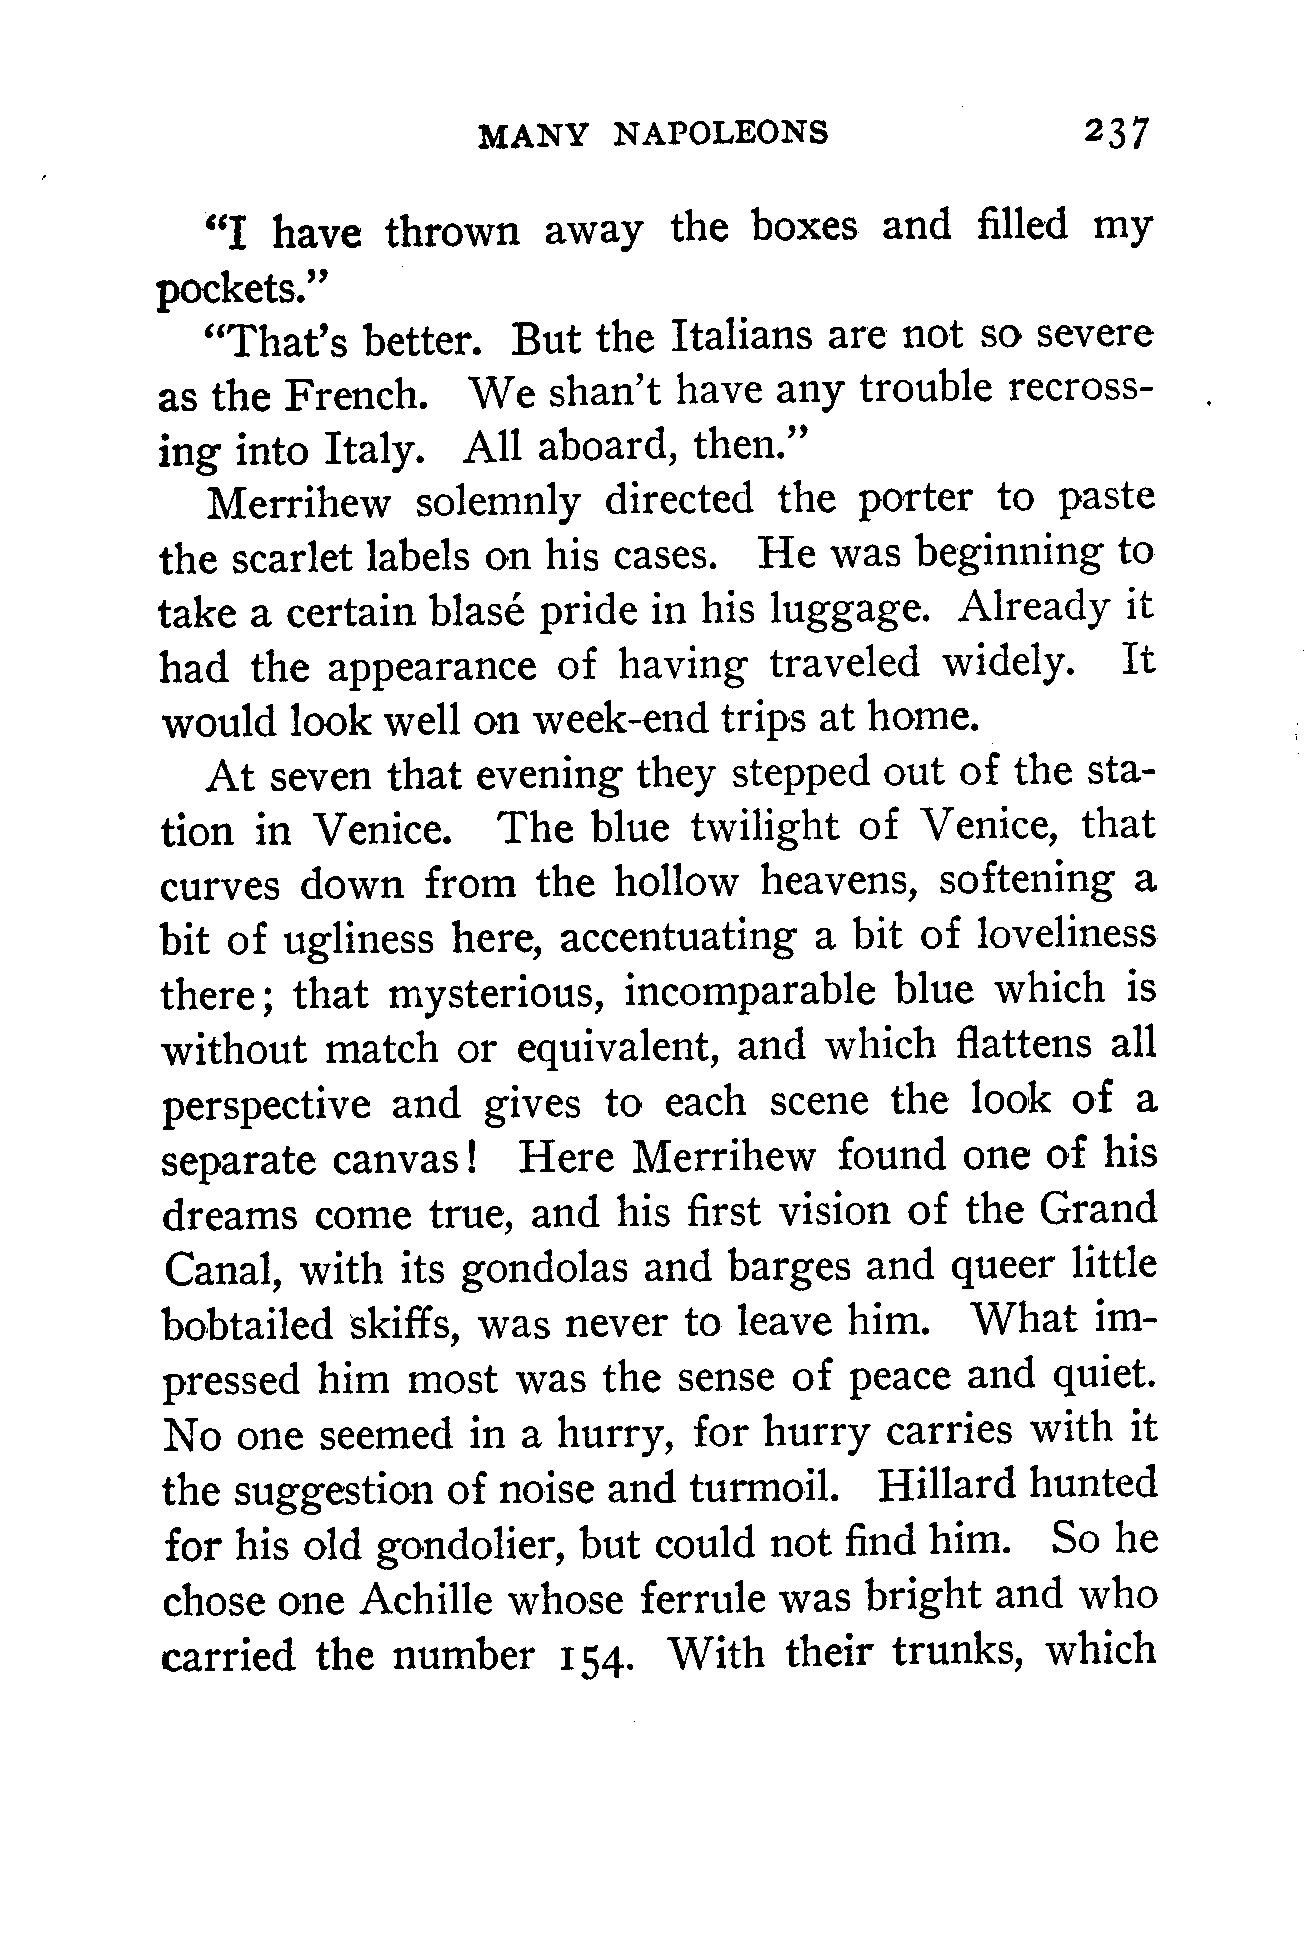 MANY NAPOLEONS 237
“I have thrown away the boxes and filled my
pockets.”
“That’s better. But the Italians are not so severe
as the French. We shan’t have any trouble recross-
ing into Italy. All aboard, then.”
Merrihew solemnly directed the porter to paste
the scarlet labels on his cases. He was beginning to
take a certain blasé pride in his luggage. Already it
had the appearance of having traveled widely. It
would look well on week-end trips at home.
At seven that evening they stepped out of the sta-
tion in Venice. The blue twilight of Venice, that
curves down from the hollow heavens, softening a
bit of ugliness here, accentuating a bit of loveliness
there; that mysterious, incomparable blue which is
without match or equivalent, and which flattens all
perspective and gives to each scene the look of a
separate canvas! Here Merrihew found one of his
dreams come true, and his first vision of the Grand
Canal, with its gondolas and barges and queer little
bobtailed skiffs, was never to leave him. What im-
pressed him most was the sense of peace and quiet.
No one seemed in a hurry, for hurry carries with it
the suggestion of noise and turmoil. Hillard hunted
for his old gondolier, but could not find him. So he
chose one Achille whose ferrule was bright and who
carried the number 154. With their trunks, which